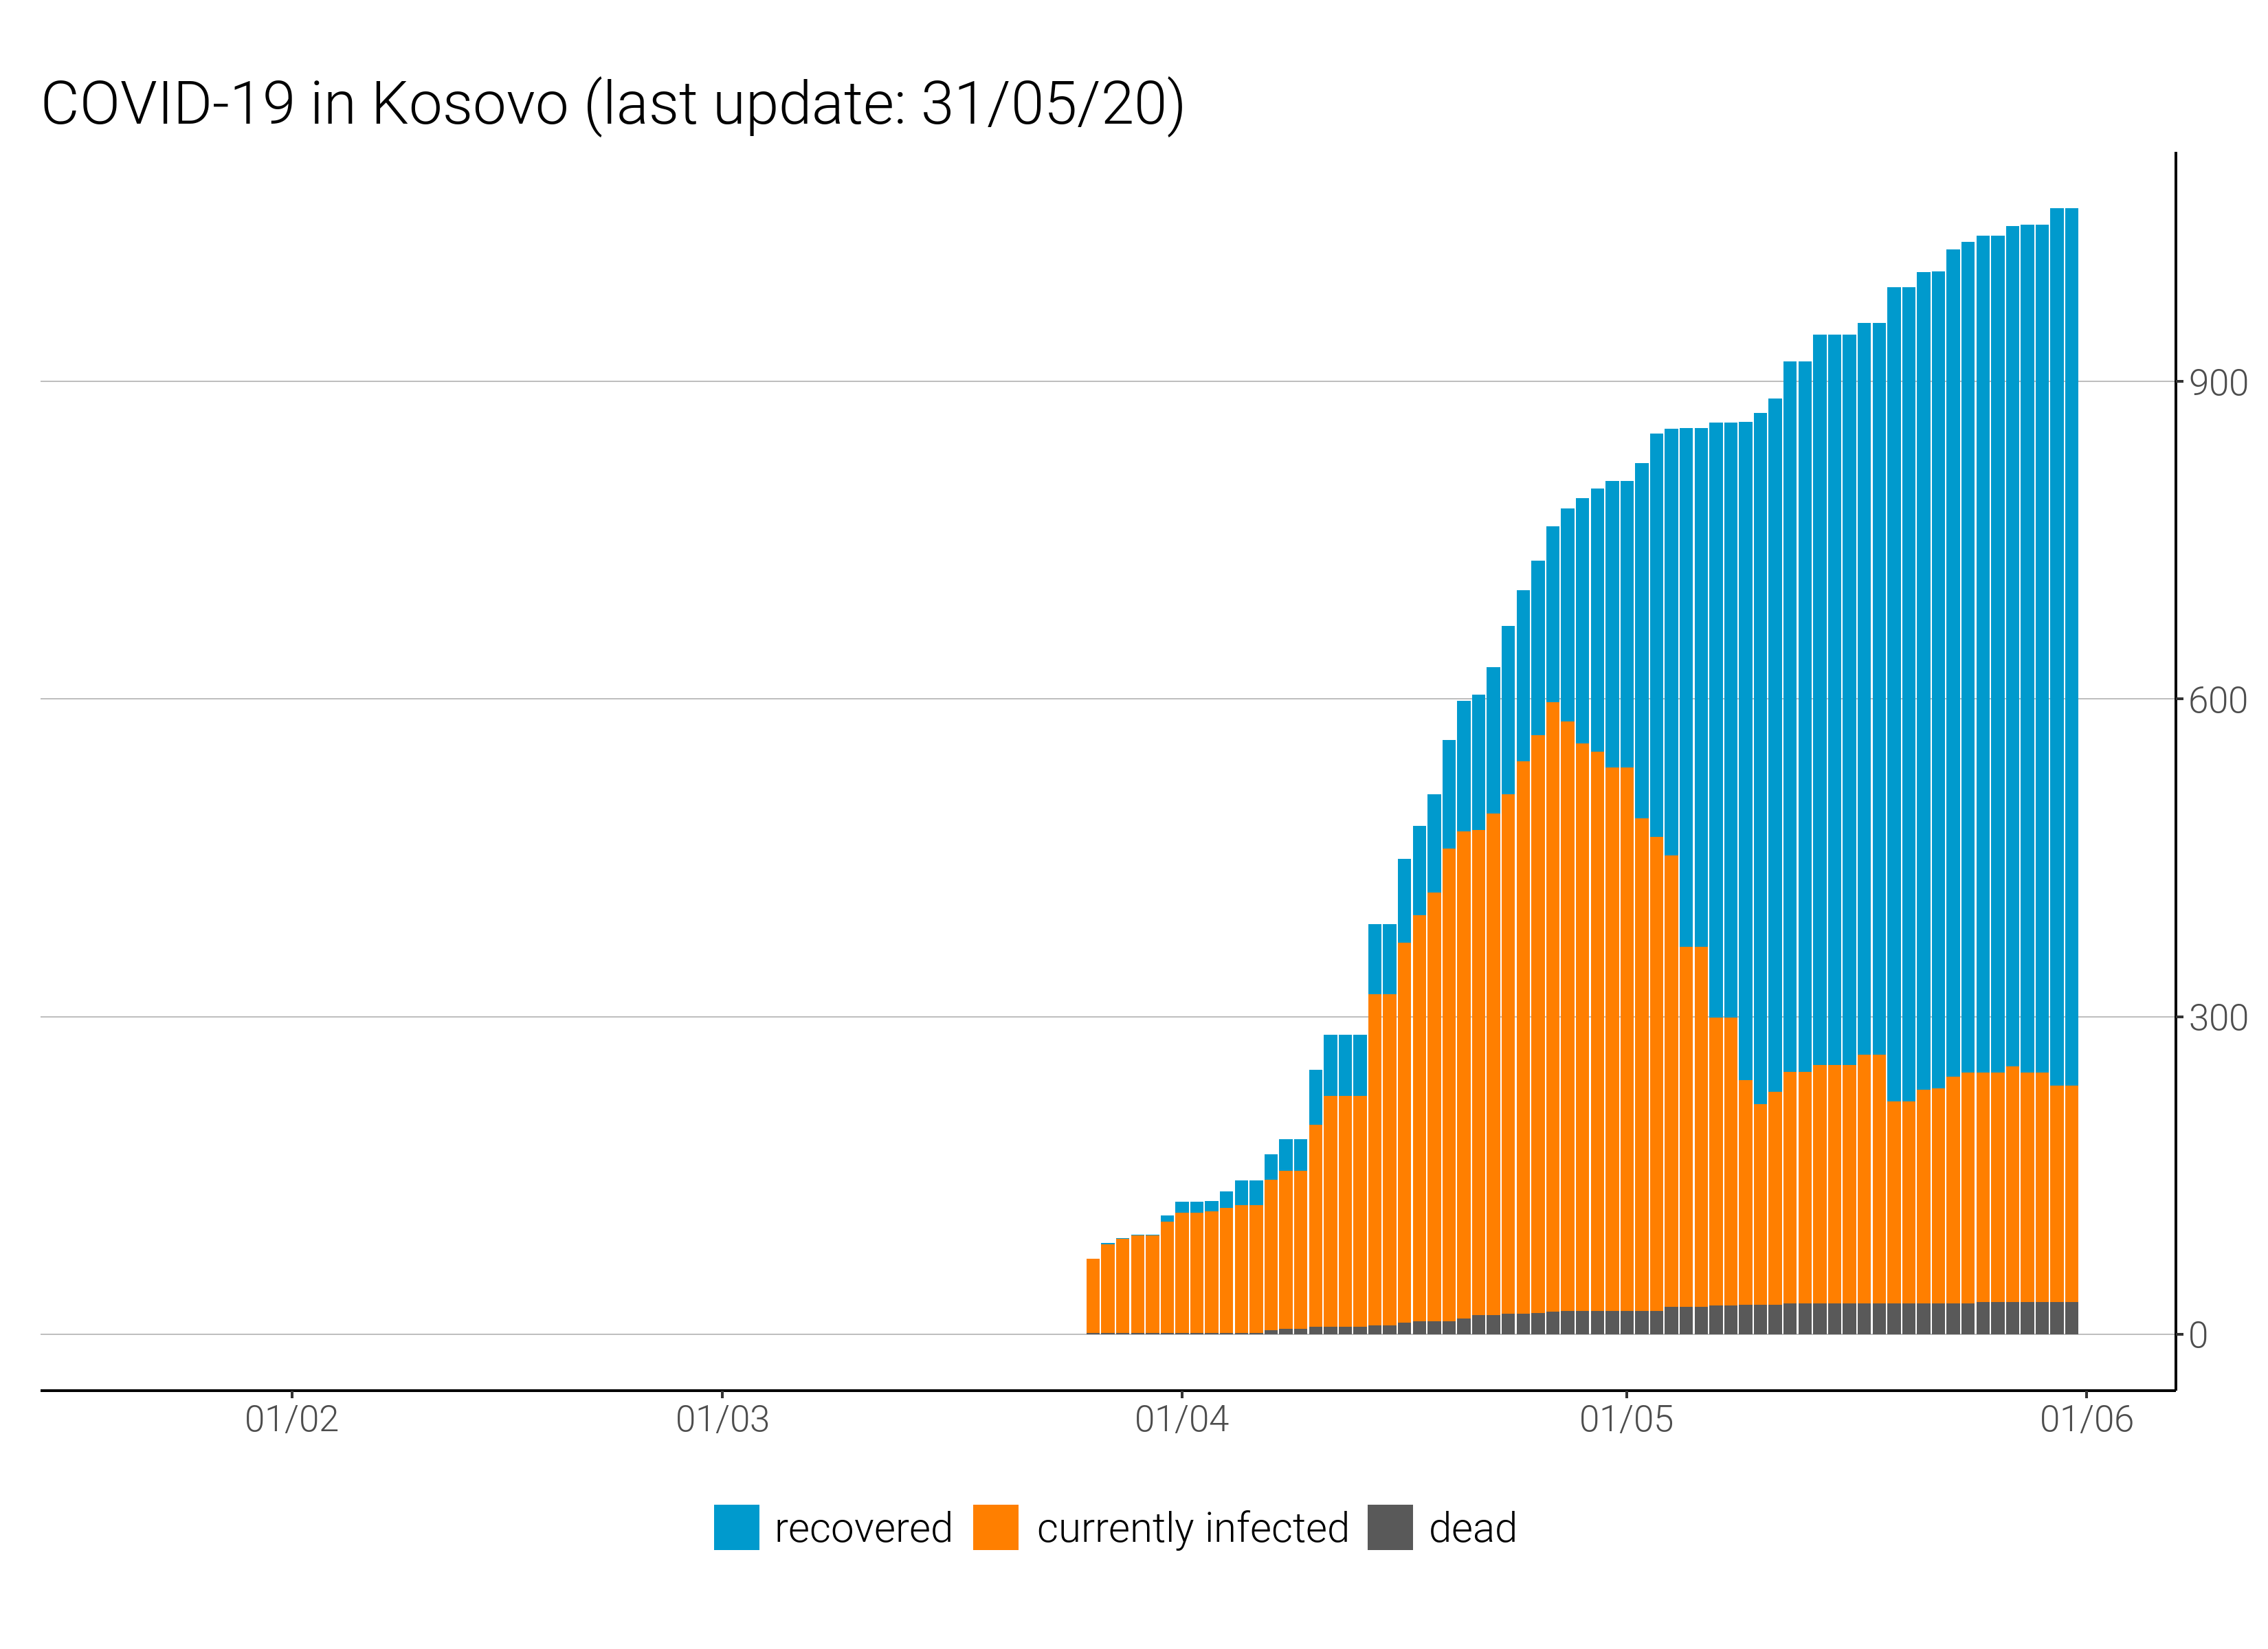 COVID-19 in Kosovo (last update: 31/05/20)
900
600
300
0
01/02 01/03 01/04 01/05 01/06
recovered currently infected dead